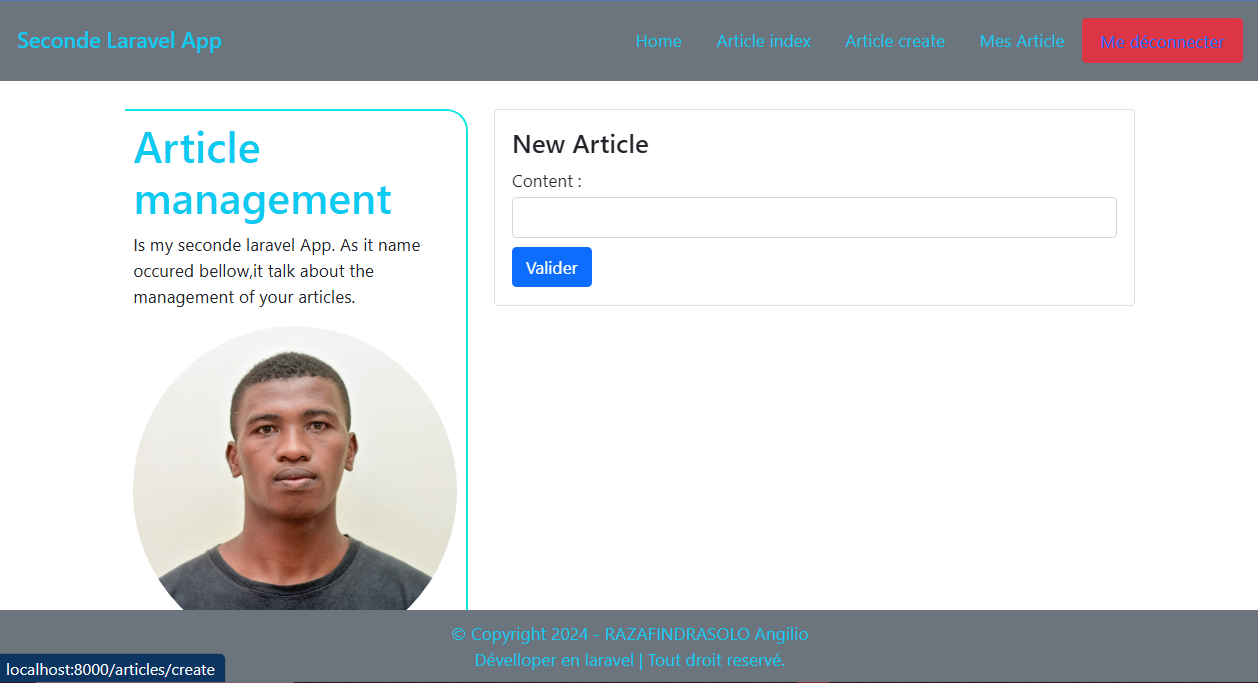 Seconde Laravel App
Home Article index Article create Mes Article Me déconnecter
Article
management
Is my seconde laravel App. As it name
occured bellow,it talk about the
management of your articles.
New Article
Content :
Valider
© Copyright 2024 - RAZAFINDRASOLO Angilio
Dévelloper en laravel | Tout droit reservé.
localhost:8000/articles/create